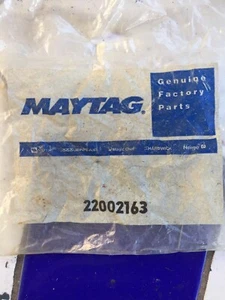 Genuine
Factory
Parts
MAYTAG
22002163